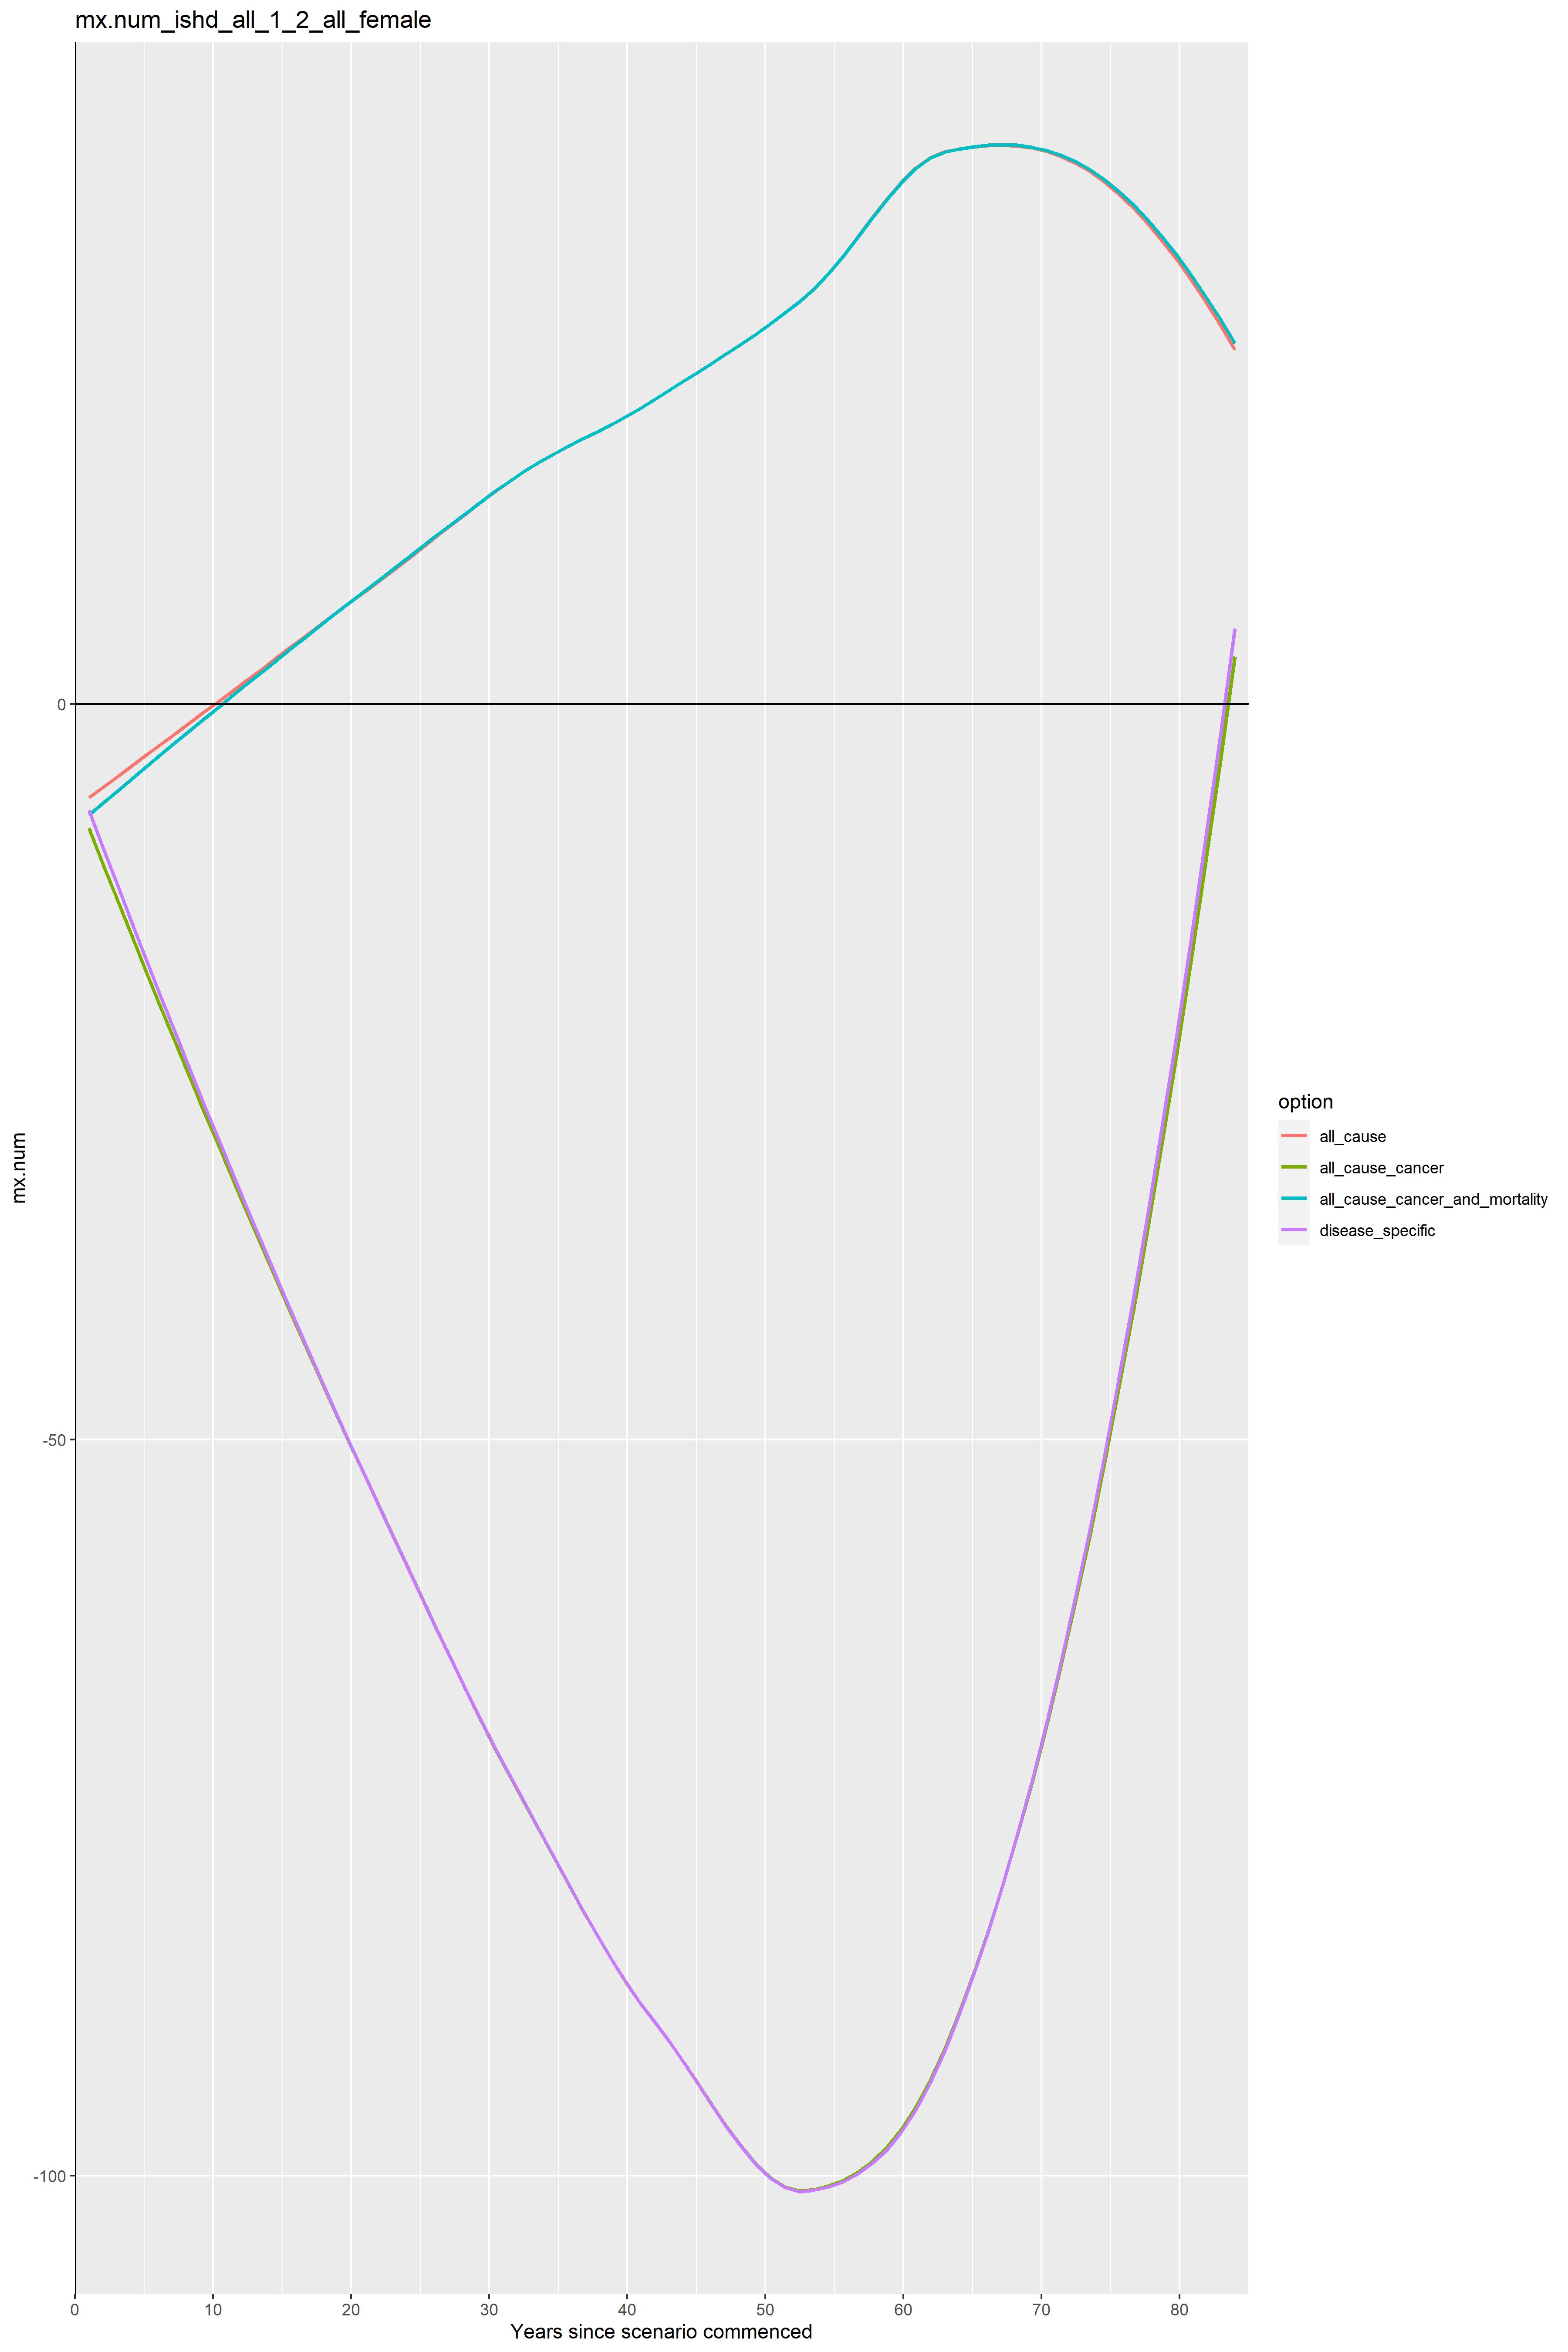 mx.num_ishd_all_1_2_all_female
mx.num
0
-50
-100
0 10 20 30 40 50 60 70 80
Years since scenario commenced
option
all_cause
all_cause_cancer
all_cause_cancer_and_mortality
disease_specific